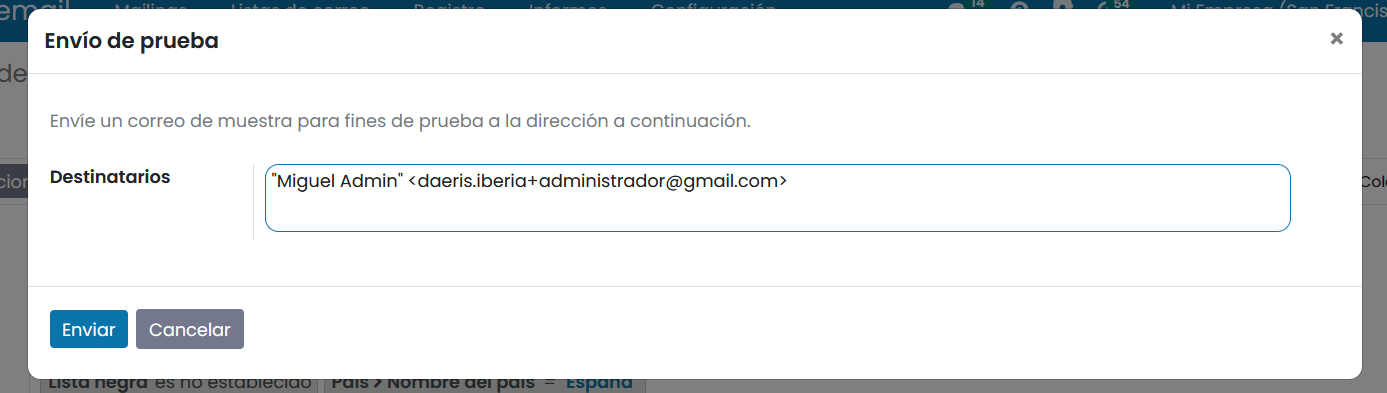 email Mailings Listas de correo Registro Informes Configuración 14 54 Mi Empresa (San Francis
Envío de prueba ×
de
Envíe un correo de muestra para fines de prueba a la dirección a continuación.
Destinatarios "Miguel Admin" <daeris.iberia+administrador@gmail.com>
cion Cola
Enviar Cancelar
Lista negra es no establecido País > Nombre del país = España